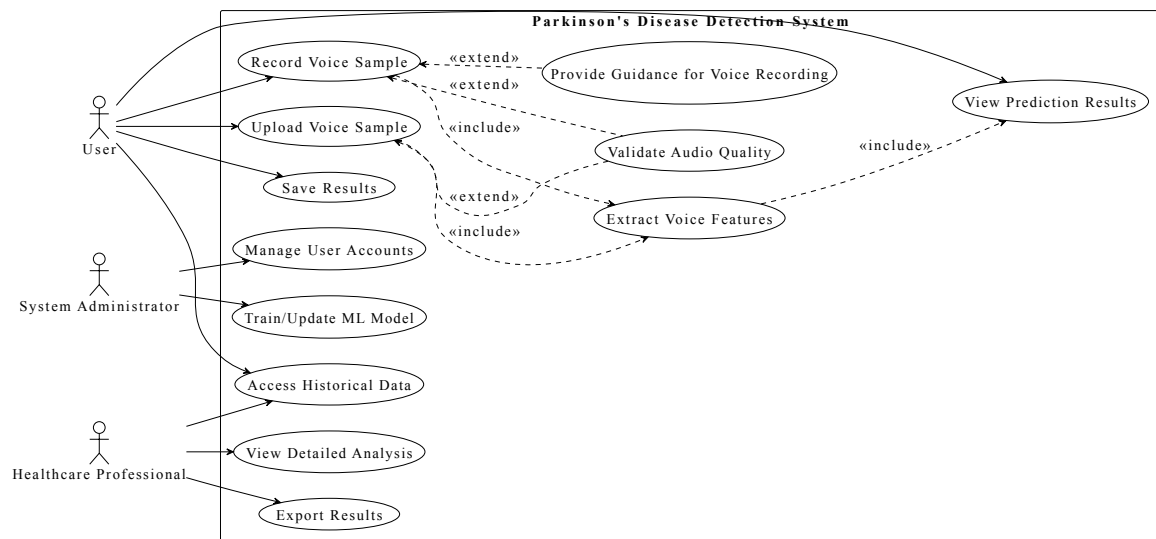 Parkinson's Disease Detection System
Record Voice Sample
«extend»
Provide Guidance for Voice Recording
«extend»
View Prediction Results
User
Upload Voice Sample
«include»
Validate Audio Quality
«include»
Save Results
«extend»
Extract Voice Features
«include»
Manage User Accounts
System Administrator
Train/Update ML Model
Access Historical Data
Healthcare Professional
View Detailed Analysis
Export Results